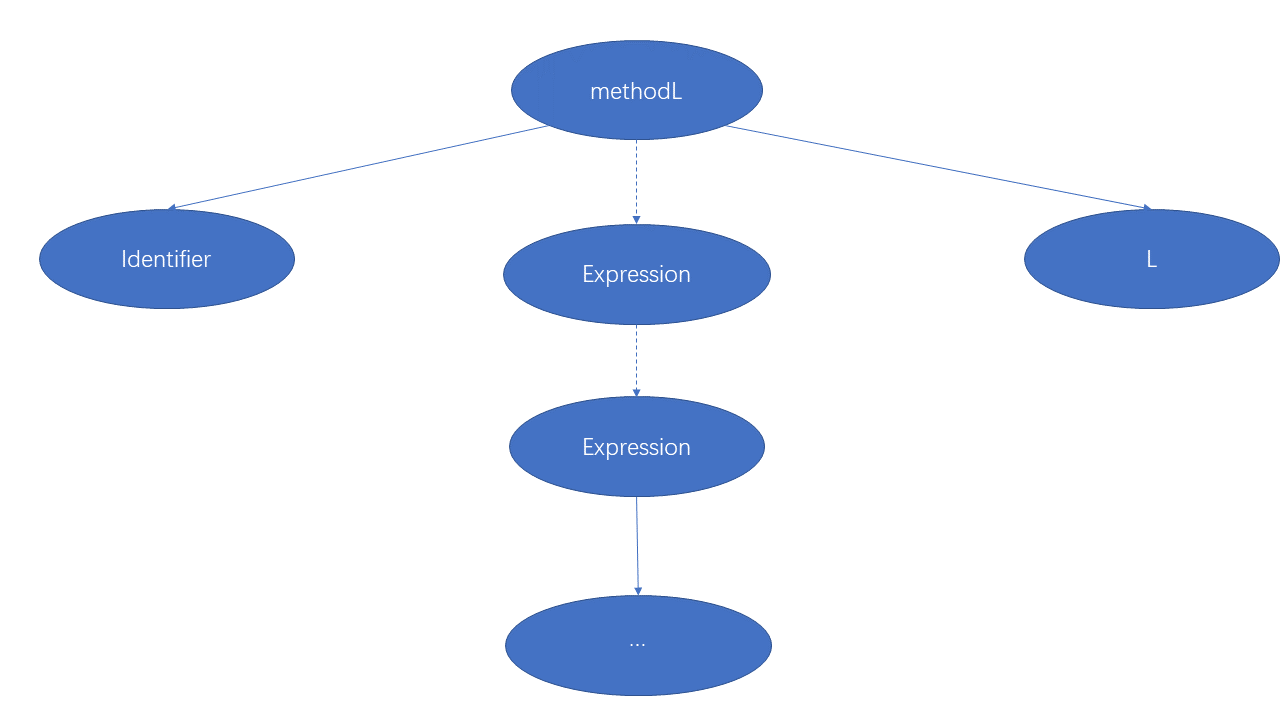 methodL
Identifier
Expression
L
Expression
...